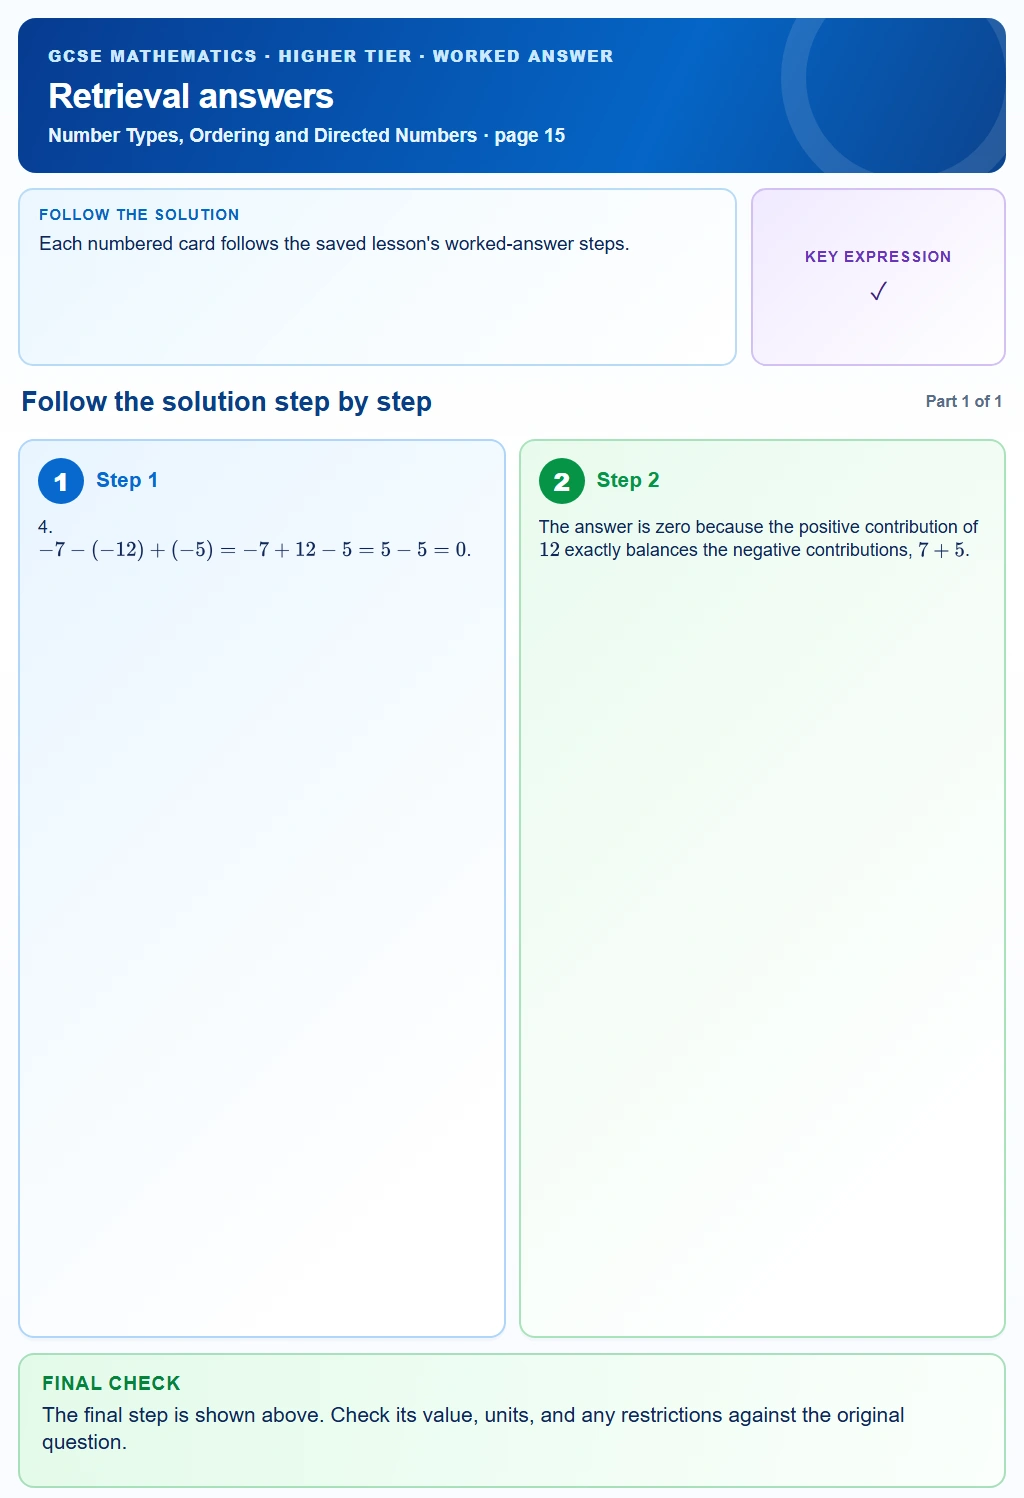 GCSE MATHEMATICS · HIGHER TIER · WORKED ANSWER
Retrieval answers
Number Types, Ordering and Directed Numbers · page 15
FOLLOW THE SOLUTION
Each numbered card follows the saved lesson's worked-answer steps.
KEY EXPRESSION
✓
Follow the solution step by step
Part 1 of 1
1 Step 1
4.
−7 − (−12) + (−5) = −7 + 12 − 5 = 5 − 5 = 0.
2 Step 2
The answer is zero because the positive contribution of
12 exactly balances the negative contributions, 7 + 5.
FINAL CHECK
The final step is shown above. Check its value, units, and any restrictions against the original
question.